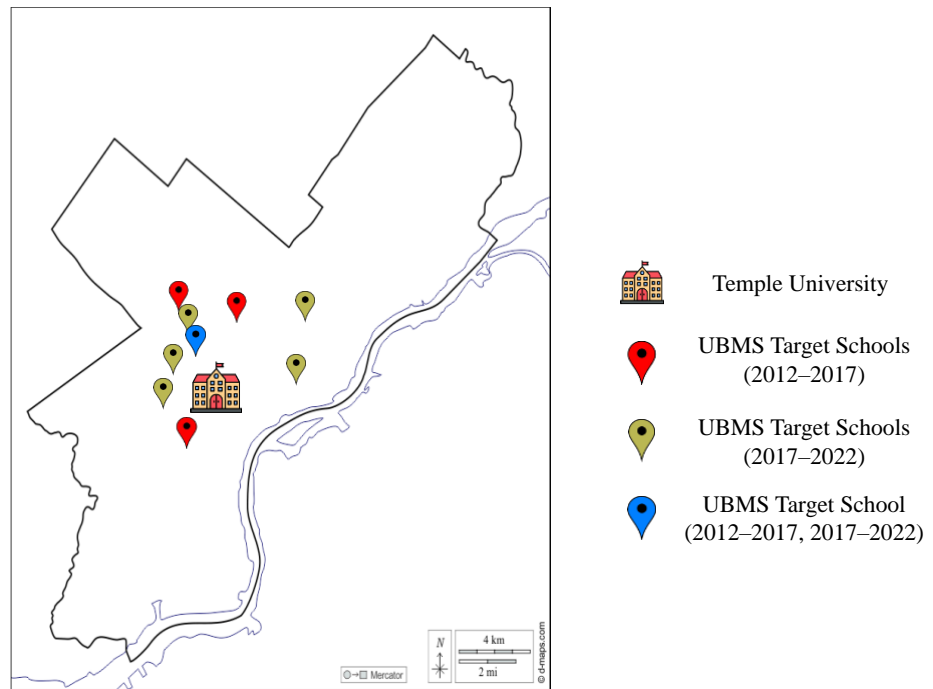 Temple University
UBMS Target Schools
(2012–2017)
UBMS Target Schools
(2017–2022)
UBMS Target School
(2012–2017, 2017–2022)
Mercator
N
4 km
2 mi
© d-maps.com